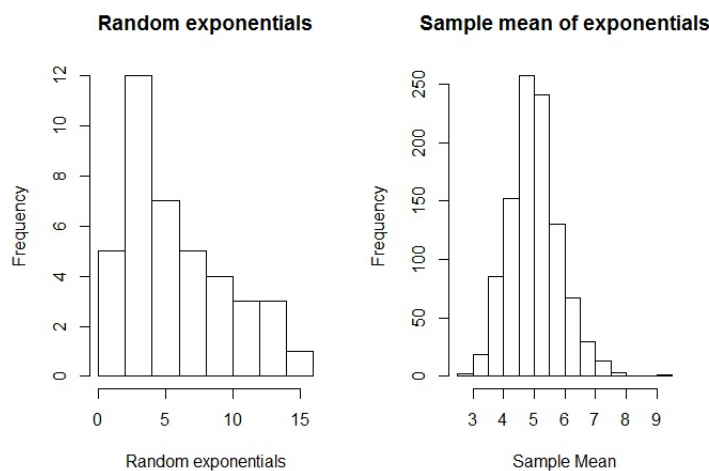 Random exponentials
Frequency
0
2
4
6
8
10
12
0 5 10 15
Random exponentials
Sample mean of exponentials
Frequency
0
50
100
150
200
250
3 4 5 6 7 8 9
Sample Mean